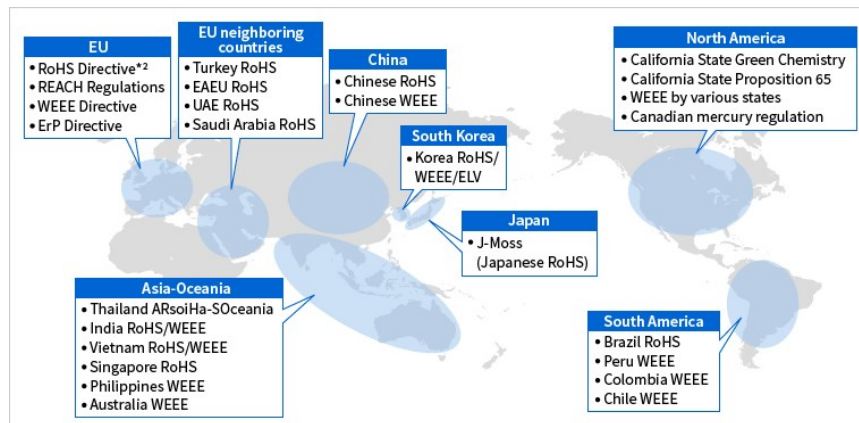 EU
• RoHS Directive*²
• REACH Regulations
• WEEE Directive
• ErP Directive
EU neighboring
countries
• Turkey RoHS
• EAEU RoHS
• UAE RoHS
• Saudi Arabia RoHS
China
• Chinese RoHS
• Chinese WEEE
South Korea
• Korea RoHS/
WEEE/ELV
Japan
• J-Moss
(Japanese RoHS)
North America
• California State Green Chemistry
• California State Proposition 65
• WEEE by various states
• Canadian mercury regulation
Asia-Oceania
• Thailand ARsoiHa-SOceania
• India RoHS/WEEE
• Vietnam RoHS/WEEE
• Singapore RoHS
• Philippines WEEE
• Australia WEEE
South America
• Brazil RoHS
• Peru WEEE
• Colombia WEEE
• Chile WEEE